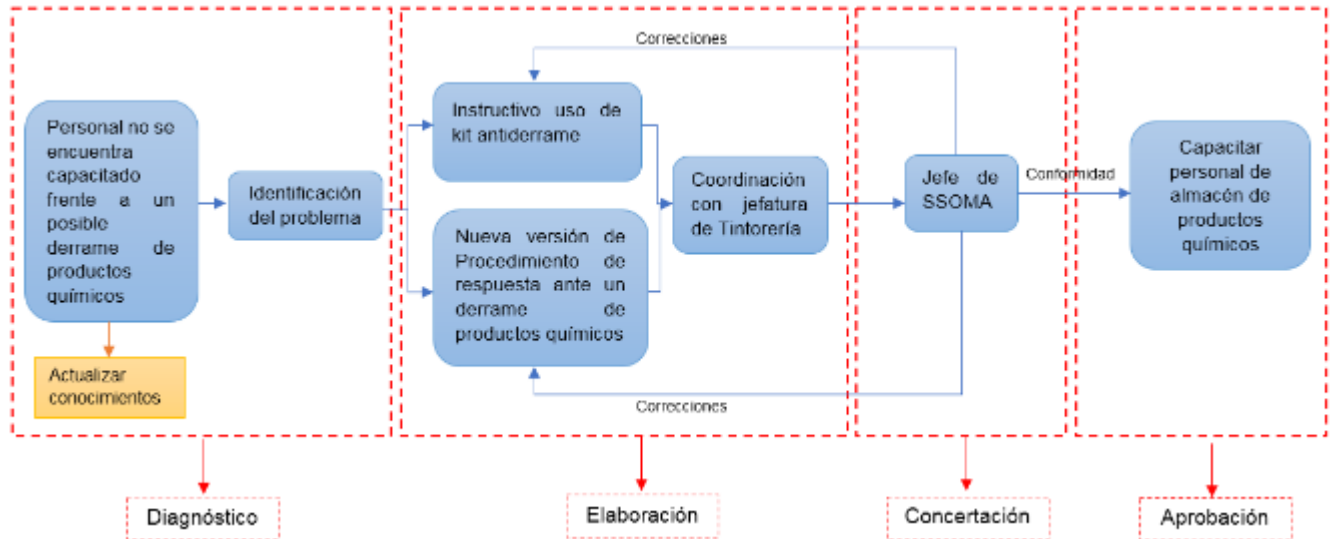 Correcciones
Personal no se
encuentra
capacitado
frente a un
posible
derrame de
productos
químicos
Actualizar
conocimientos
Identificación
del problema
Instructivo uso de
kit antiderrame
Nueva versión de
Procedimiento de
respuesta ante un
derrame de
productos químicos
Coordinación
con jefatura
de Tintorería
Jefe de
SSOMA
Conformidad
Capacitar
personal de
almacén de
productos
químicos
Correcciones
Diagnóstico
Elaboración
Concertación
Aprobación